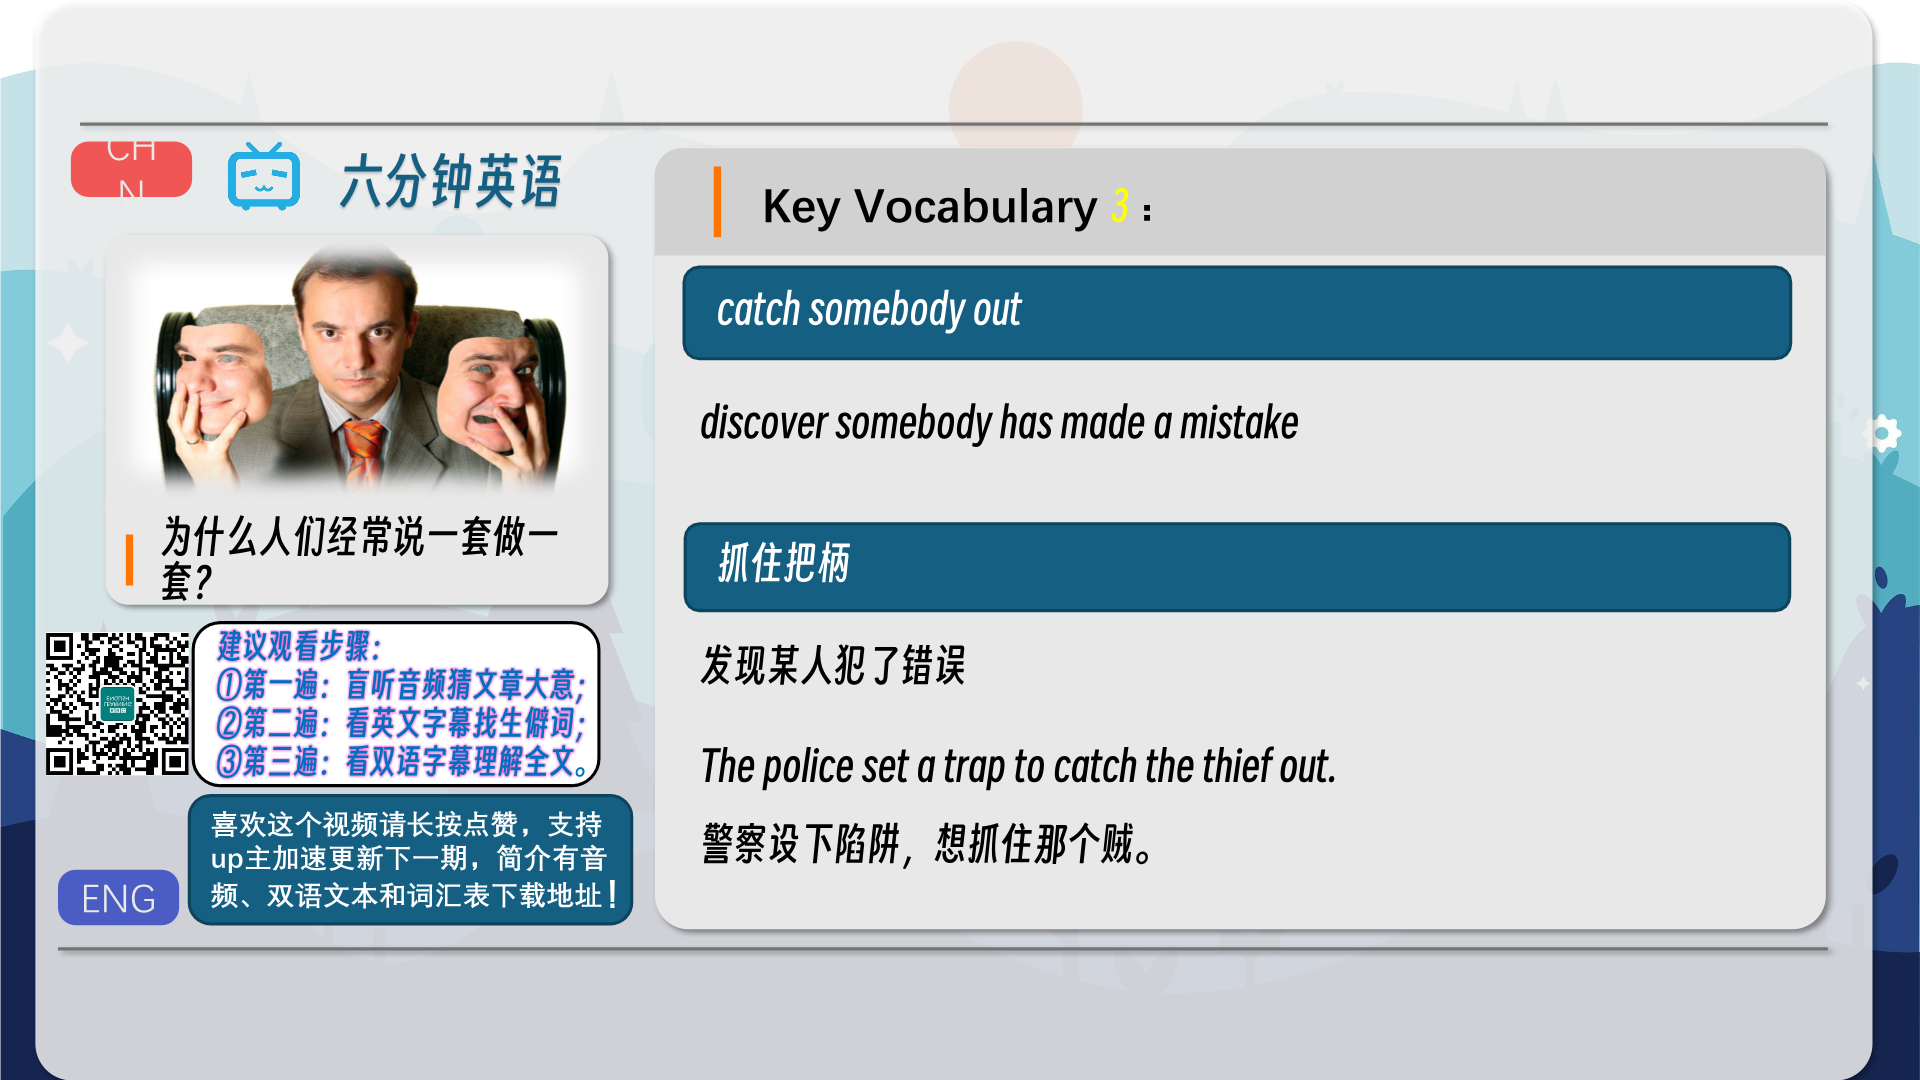 CH
N
六分钟英语
为什么人们经常说一套做一
套?
建议观看步骤：
①第一遍：盲听音频猜文章大意；
②第二遍：看英文字幕找生僻词；
③第三遍：看双语字幕理解全文。
喜欢这个视频请长按点赞，支持
up主加速更新下一期，简介有音
频、双语文本和词汇表下载地址！
ENG
Key Vocabulary 3：
catch somebody out
discover somebody has made a mistake
抓住把柄
发现某人犯了错误
The police set a trap to catch the thief out.
警察设下陷阱，想抓住那个贼。